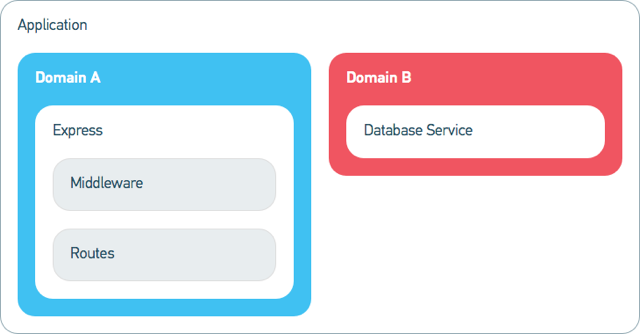 Application
Domain A
Express
Middleware
Routes
Domain B
Database Service